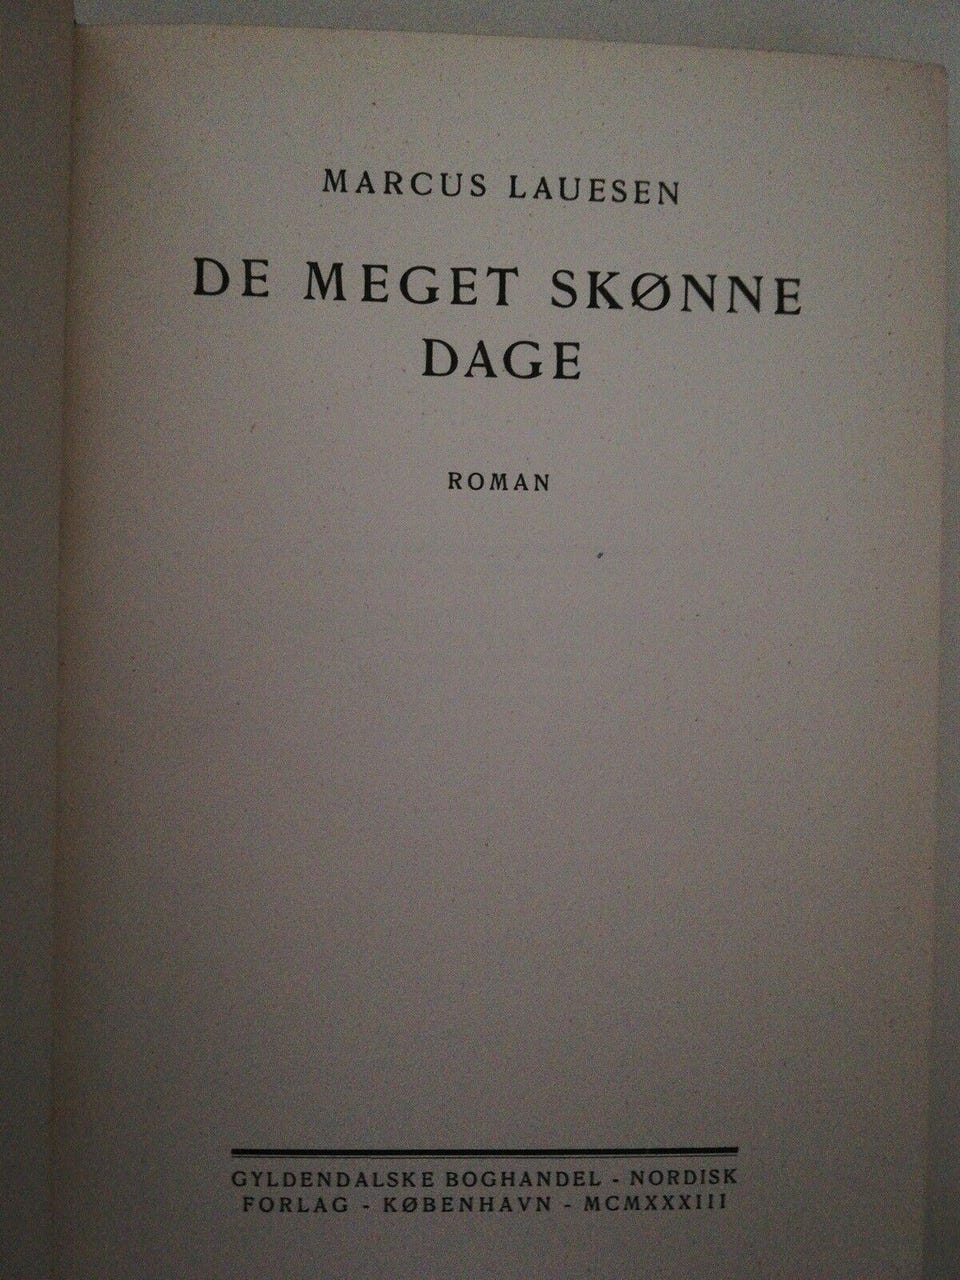 MARCUS LAUESEN
DE MEGET SKØNNE
DAGE
ROMAN
GYLDENDALSKE BOGHANDEL - NORDISK
FORLAG - KØBENHAVN - MCMXXXIII